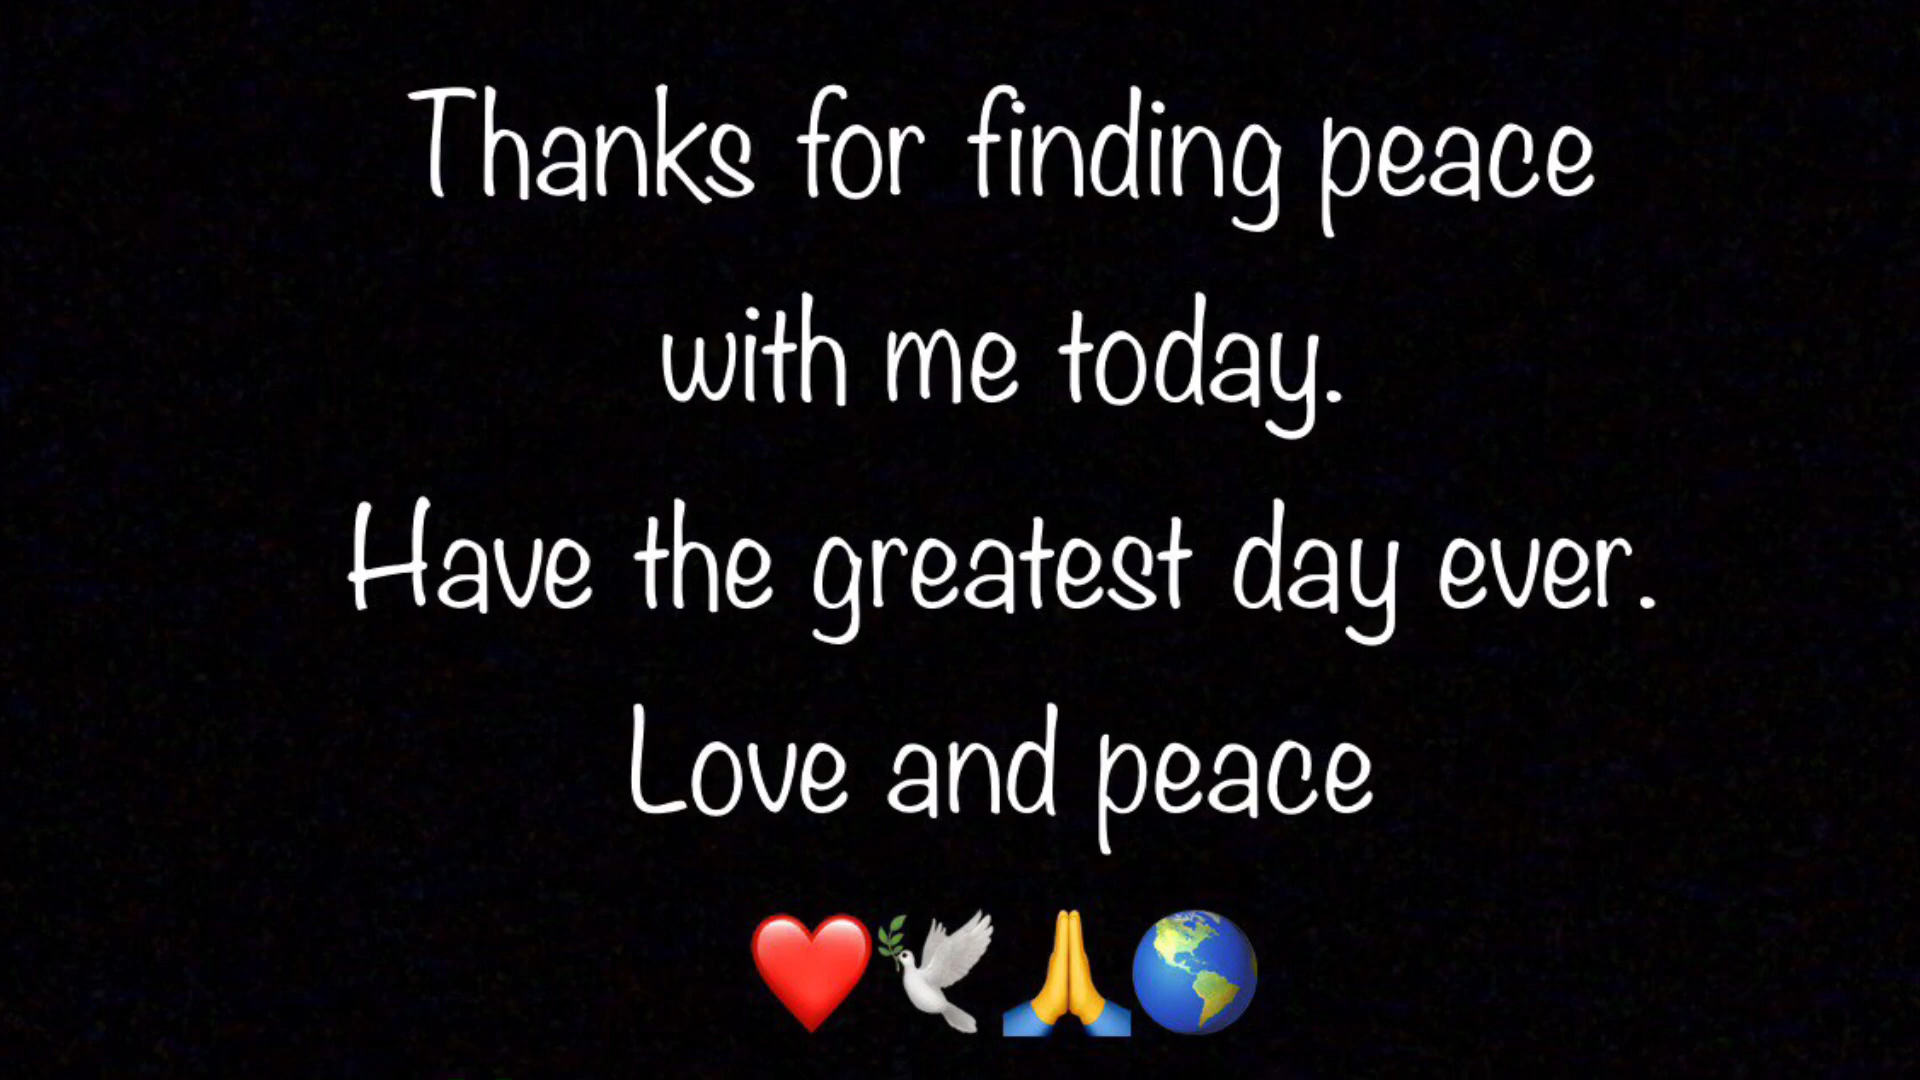 Thanks for finding peace
with me today.
Have the greatest day ever.
Love and peace
❤️🕊️🙏🌎